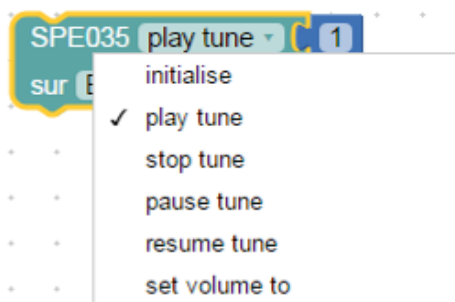 SPE035 play tune 1
sur
initialise
✓ play tune
stop tune
pause tune
resume tune
set volume to